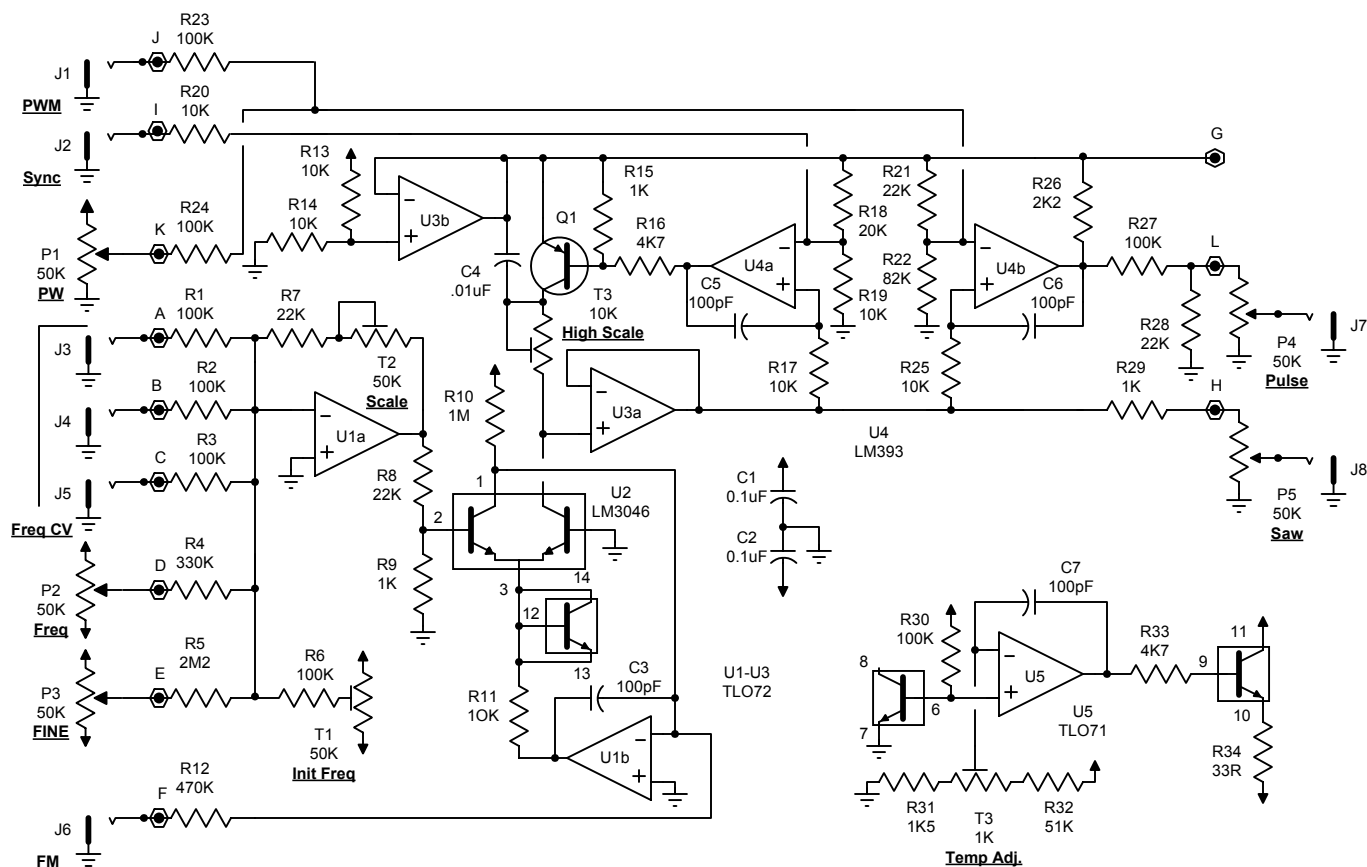 J
R23
100K
J1
PWM
I
R20
10K
J2
Sync
K
R24
100K
P1
50K
PW
R13
10K
R14
10K
U3b
C4
.01uF
Q1
R15
1K
R16
4K7
T3
10K
High Scale
U4a
C5
100pF
R18
20K
R19
10K
R17
10K
R21
22K
R22
82K
U4b
C6
100pF
R25
10K
R26
2K2
G
R27
100K
L
R28
22K
P4
50K
Pulse
J7
R29
1K
H
P5
50K
Saw
J8
J3
A
R1
100K
R7
22K
T2
50K
Scale
J4
B
R2
100K
J5
C
R3
100K
Freq CV
U1a
R8
22K
R9
1K
R10
1M
U3a
U4
LM393
1
2
U2
LM3046
3
14
12
13
C1
0.1uF
C2
0.1uF
P2
50K
Freq
D
R4
330K
P3
50K
FINE
E
R5
2M2
R6
100K
T1
50K
Init Freq
R11
1OK
C3
100pF
U1b
U1-U3
TLO72
F
R12
470K
J6
FM
C7
100pF
R30
100K
8
7
6
U5
U5
TLO71
R33
4K7
9
11
10
R34
33R
R31
1K5
T3
1K
R32
51K
Temp Adj.